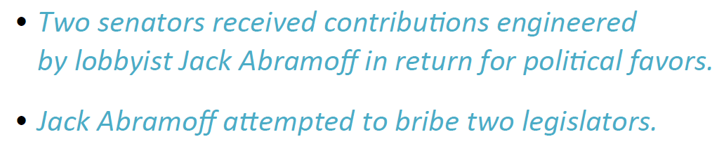 • Two senators received contributions engineered
by lobbyist Jack Abramoff in return for political favors.
• Jack Abramoff attempted to bribe two legislators.